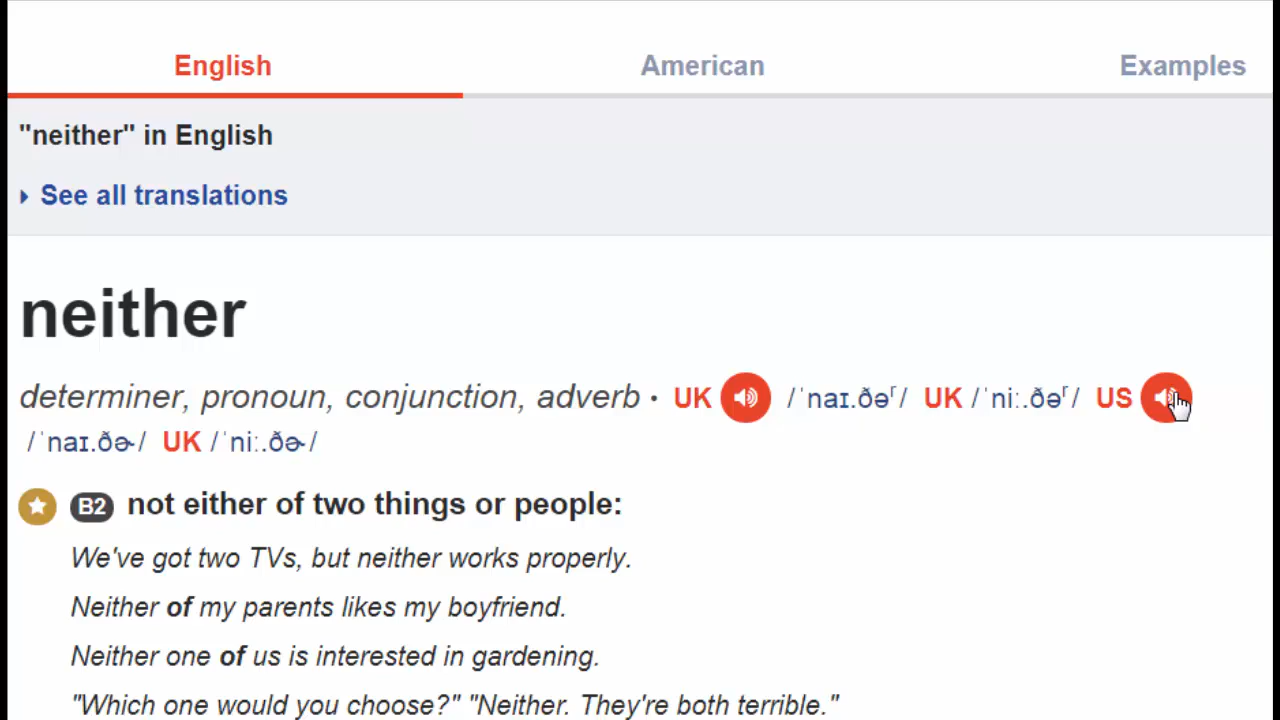 English American Examples
"neither" in English
See all translations
neither
determiner, pronoun, conjunction, adverb · UK /ˈnaɪ.ðəʳ/ UK /ˈniː.ðəʳ/ US
/ˈnaɪ.ðɚ/ UK /ˈniː.ðɚ/
B2 not either of two things or people:
We've got two TVs, but neither works properly.
Neither of my parents likes my boyfriend.
Neither one of us is interested in gardening.
"Which one would you choose?" "Neither. They're both terrible."